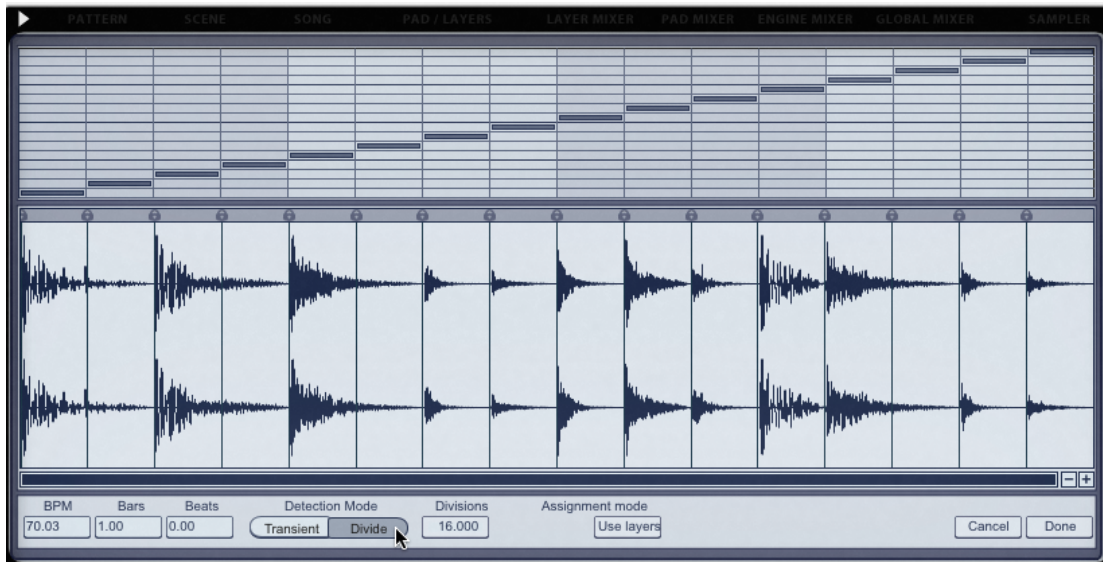 PATTERN SCENE SONG PAD / LAYERS LAYER MIXER PAD MIXER ENGINE MIXER GLOBAL MIXER SAMPLER
BPM Bars Beats Detection Mode Divisions Assignment mode
70.03 1.00 0.00 Transient Divide 16.000 Use layers Cancel Done